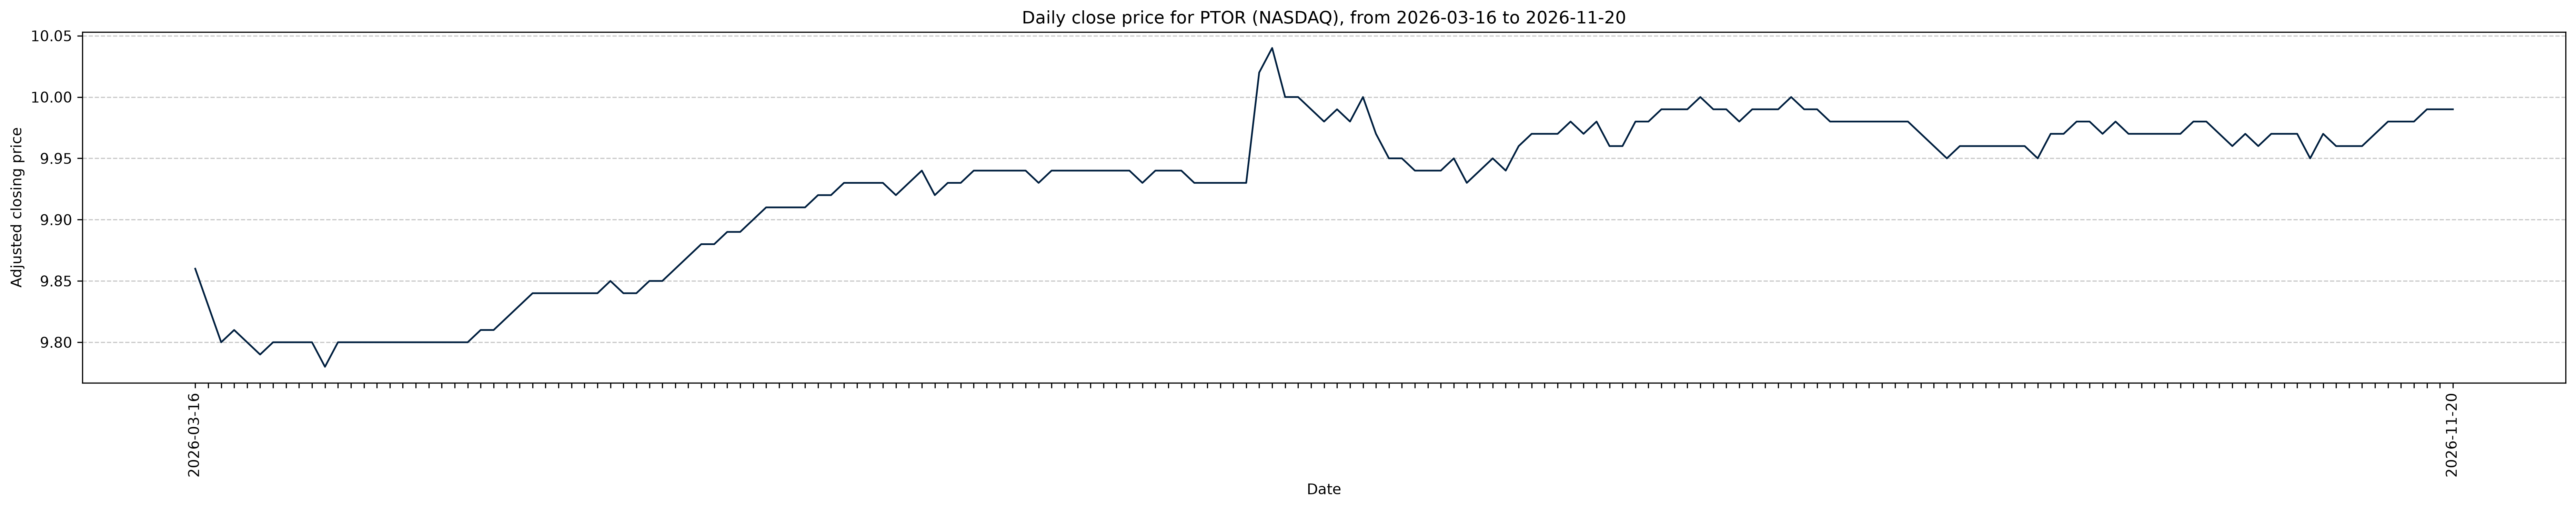 Daily close price for PTOR (NASDAQ), from 2026-03-16 to 2026-11-20
10.05
10.00
9.95
9.90
9.85
9.80
Adjusted closing price
2026-03-16
2026-11-20
Date